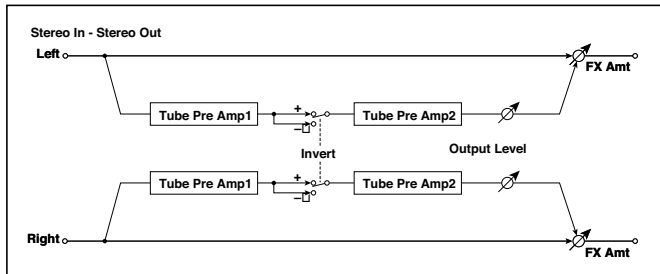 Stereo In - Stereo Out
Left
FX Amt
Tube Pre Amp1
+
−
Tube Pre Amp2
Invert
Output Level
Tube Pre Amp1
+
−
Tube Pre Amp2
Right
FX Amt